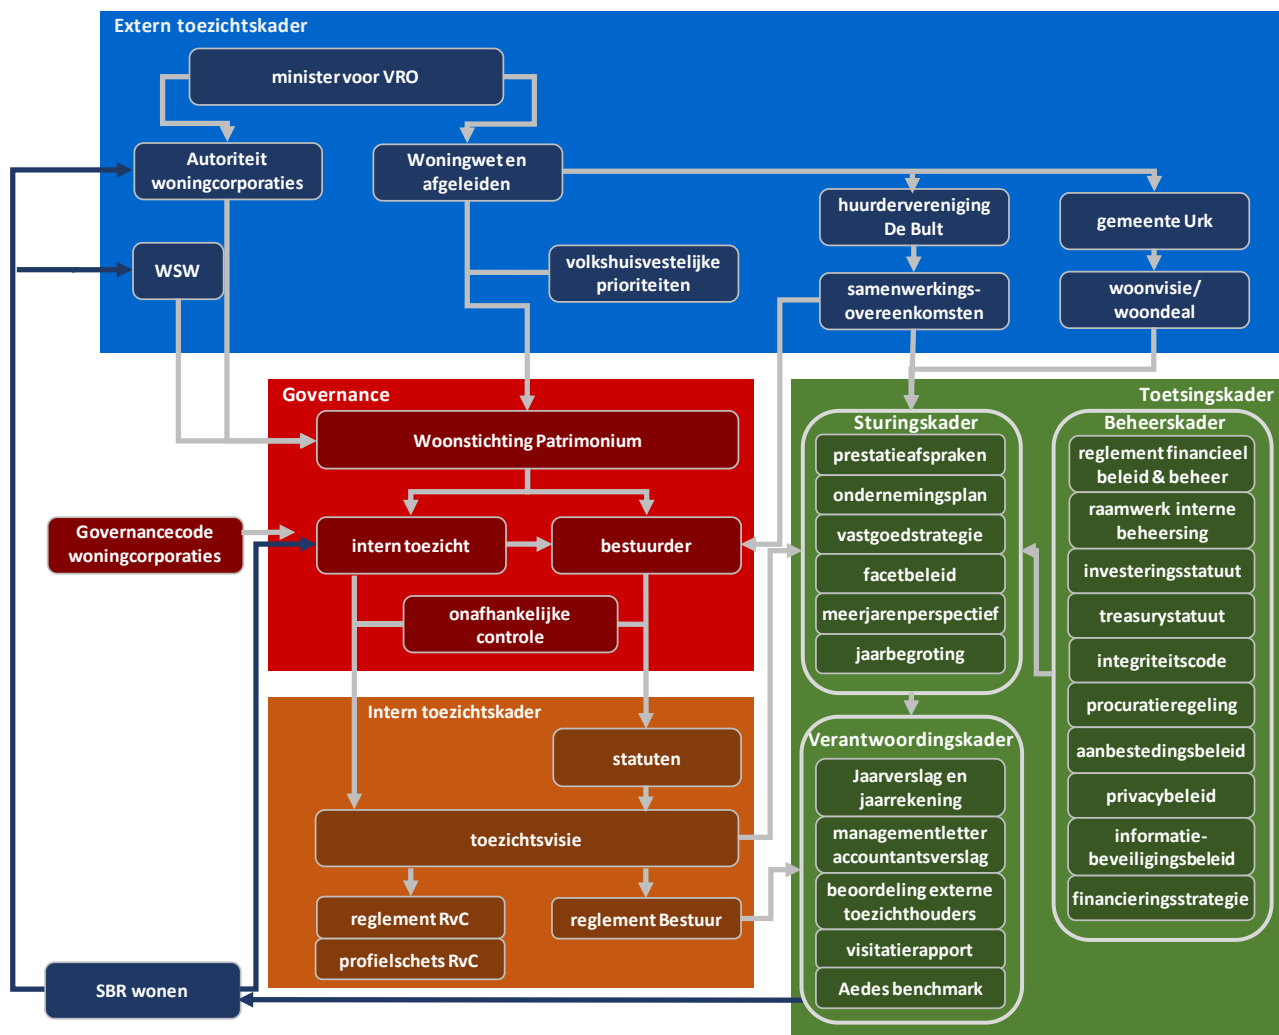 Extern toezichtskader
minister voor VRO
Autoriteit
woningcorporaties
Woningwet en
afgeleiden
huurdervereniging
De Bult
gemeente Urk
WSW
volkshuisvestelijke
prioriteiten
samenwerkings-
overeenkomsten
woonvisie/
woondeal
Governance
Woonstichting Patrimonium
Governancecode
woningcorporaties
intern toezicht
bestuurder
onafhankelijke
controle
Intern toezichtskader
statuten
toezichtsvisie
reglement RvC
profielschets RvC
reglement Bestuur
SBR wonen
Toetsingskader
Sturingskader
prestatieafspraken
ondernemingsplan
vastgoedstrategie
facetbeleid
meerjarenperspectief
jaarbegroting
Verantwoordingskader
Jaarverslag en
jaarrekening
managementletter
accountantsverslag
beoordeling externe
toezichthouders
visitatierapport
Aedes benchmark
Beheerskader
reglement financieel
beleid & beheer
raamwerk interne
beheersing
investeringsstatuut
treasurystatuut
integriteitscode
procuratieregeling
aanbestedingsbeleid
privacybeleid
informatie-
beveiligingsbeleid
financieringsstrategie